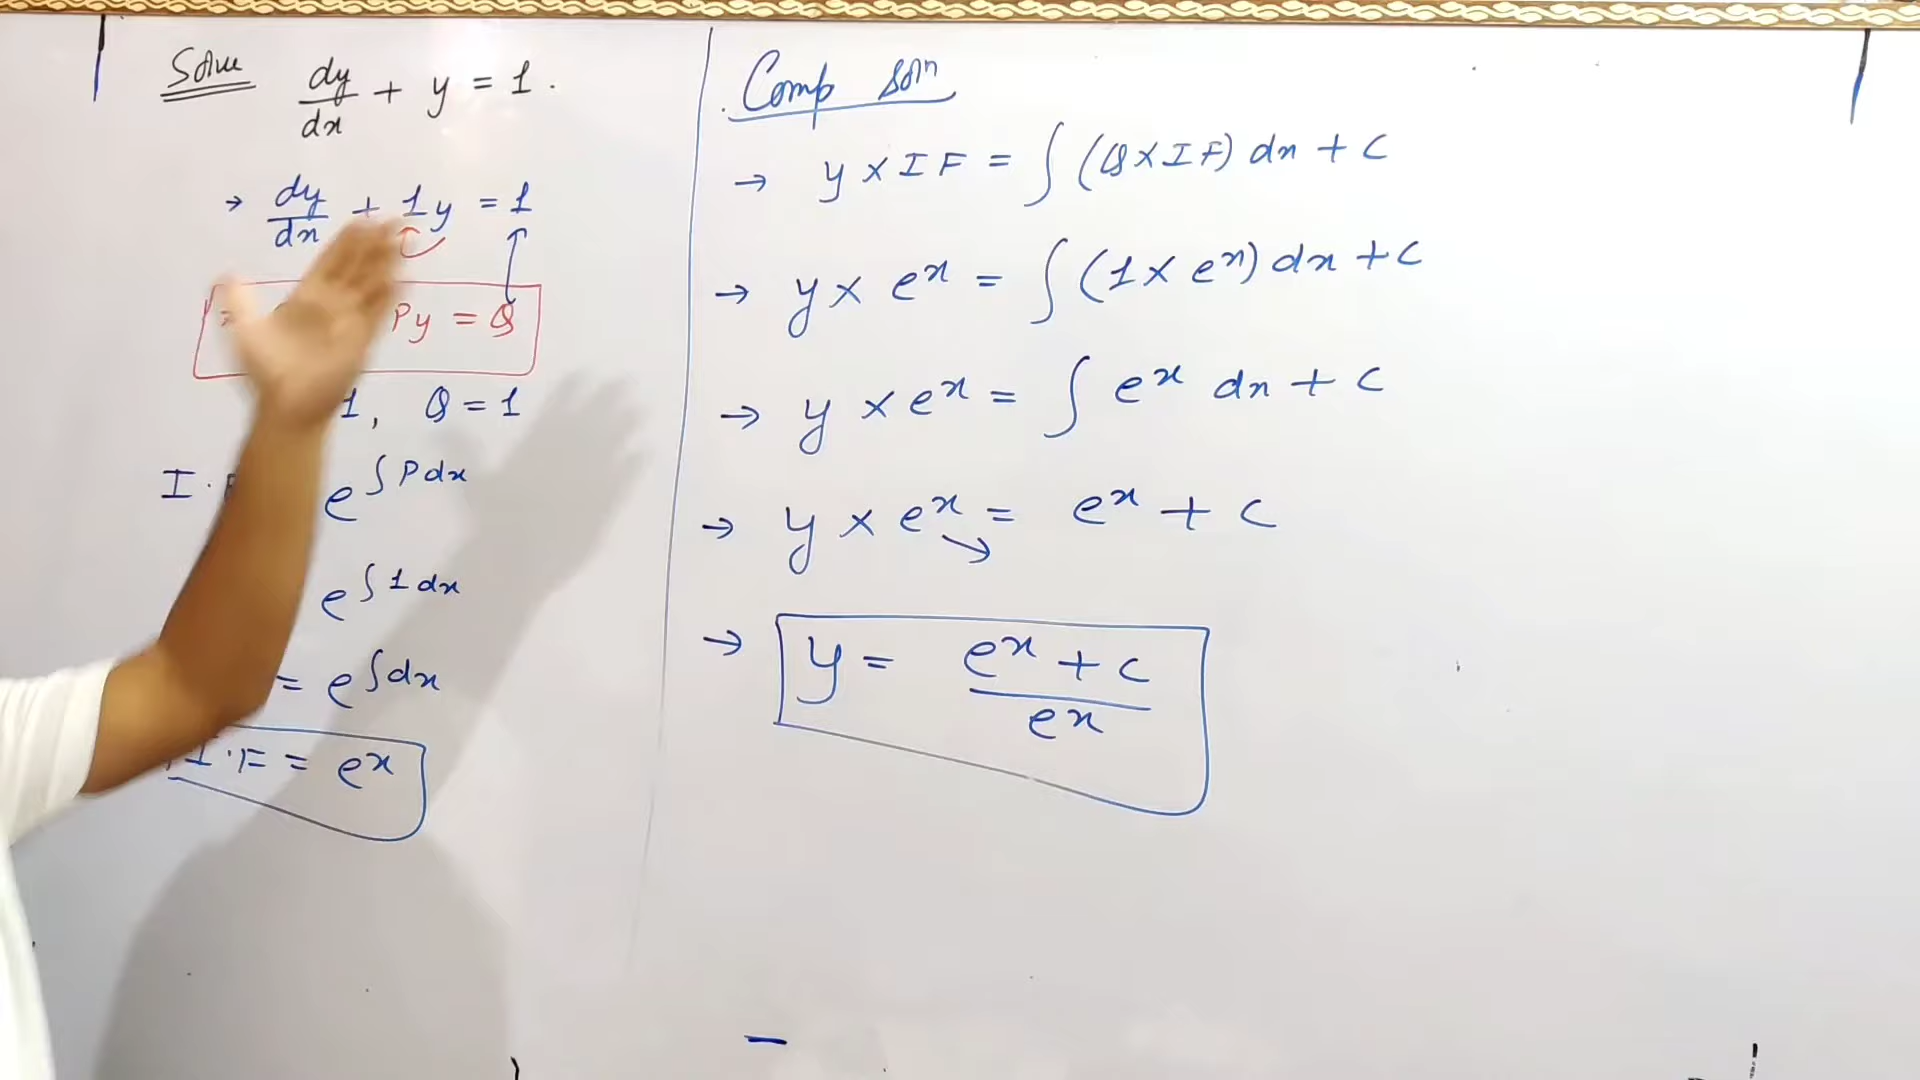 Solve dy/dx + y = 1.
→ dy/dx + 1y = 1
Py = Q
1, Q = 1
I.F e^∫Pdx
e^∫1dx
= e^∫dx
I.F = e^x
Comp soln
→ y × IF = ∫(Q×IF) dx + C
→ y × e^x = ∫(1 × e^x) dx + C
→ y × e^x = ∫ e^x dx + C
→ y × e^x = e^x + C
→ y = (e^x + C)/e^x